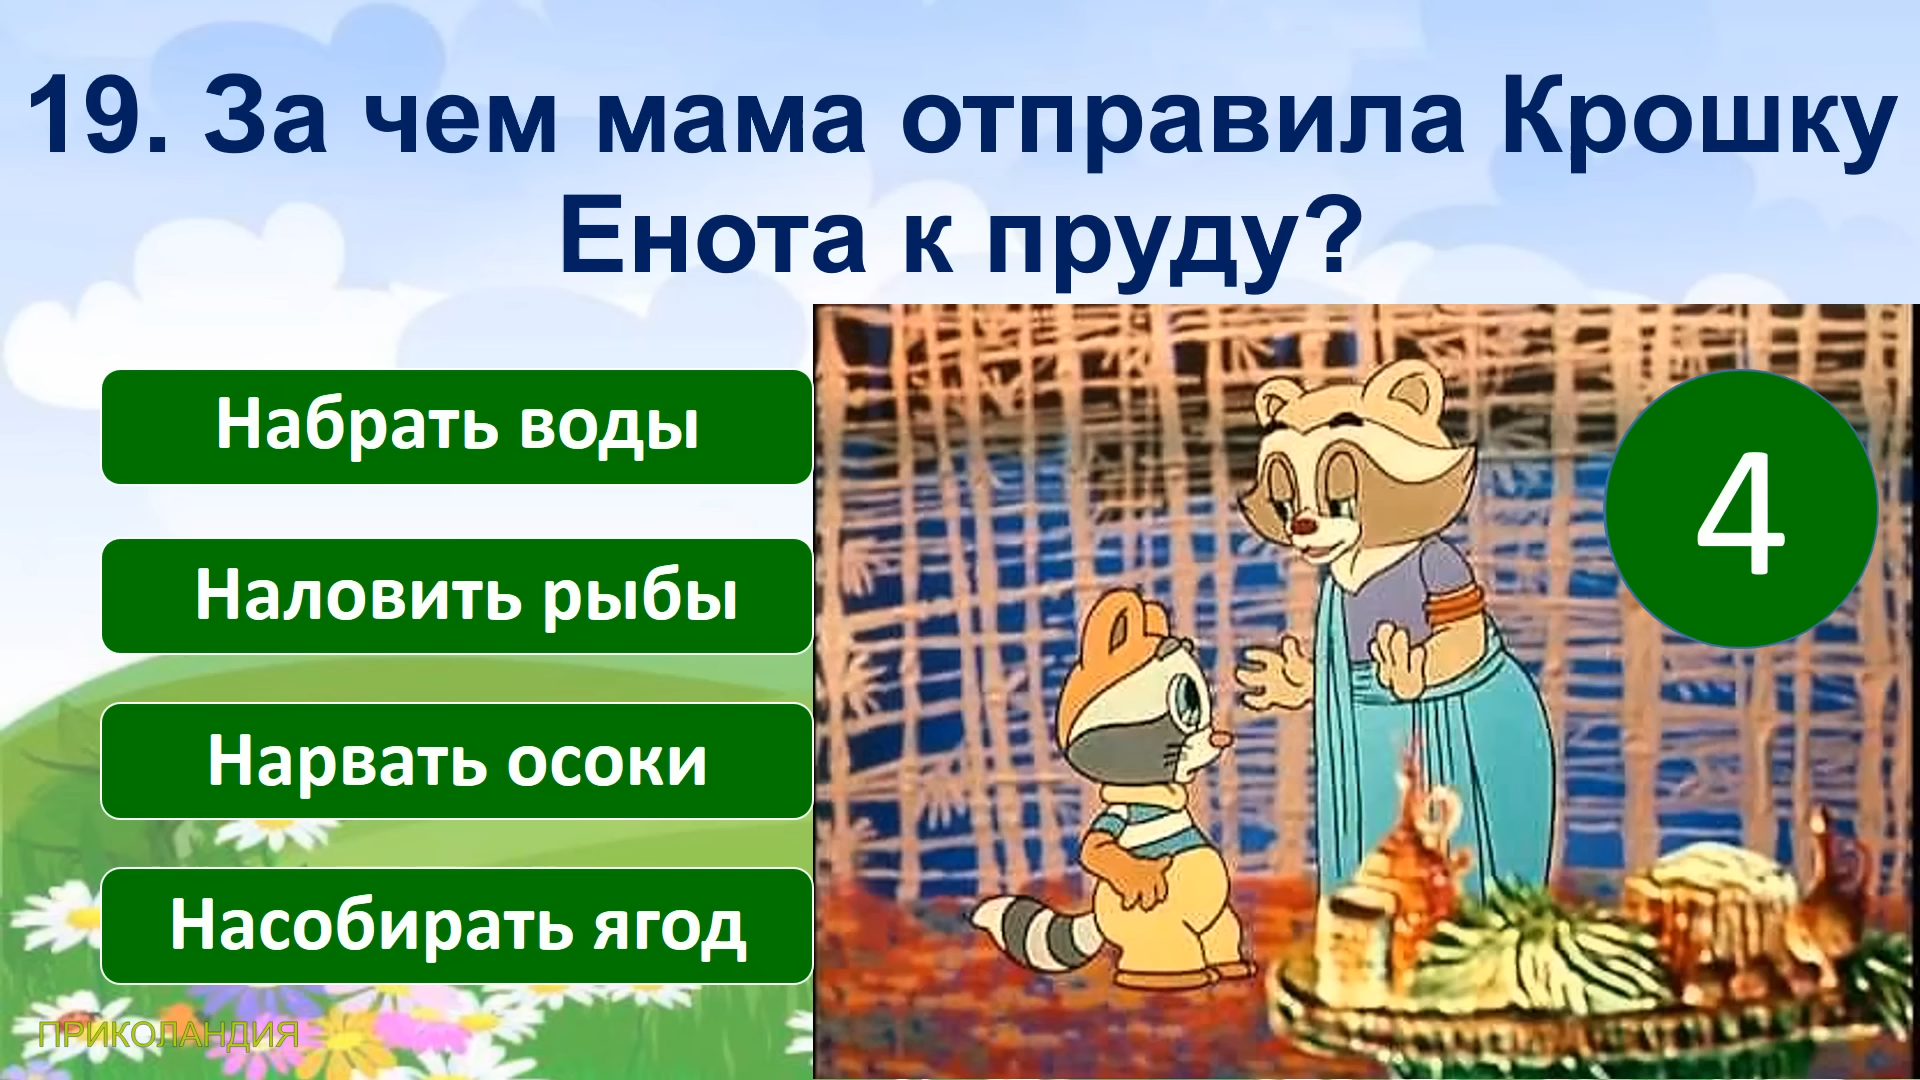 19. За чем мама отправила Крошку
Енота к пруду?
Набрать воды
4
Наловить рыбы
Нарвать осоки
Насобирать ягод
ПРИКОЛАНДИЯ